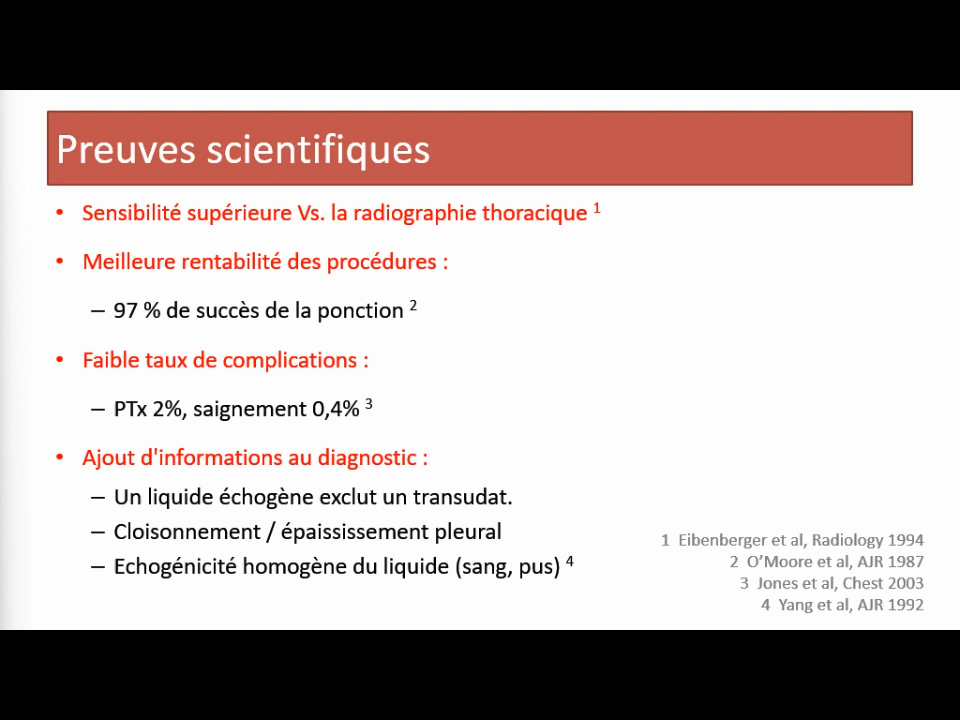 Preuves scientifiques
• Sensibilité supérieure Vs. la radiographie thoracique 1
• Meilleure rentabilité des procédures :
– 97 % de succès de la ponction 2
• Faible taux de complications :
– PTx 2%, saignement 0,4% 3
• Ajout d'informations au diagnostic :
– Un liquide échogène exclut un transudat.
– Cloisonnement / épaississement pleural
– Echogénicité homogène du liquide (sang, pus) 4
1 Eibenberger et al, Radiology 1994
2 O’Moore et al, AJR 1987
3 Jones et al, Chest 2003
4 Yang et al, AJR 1992